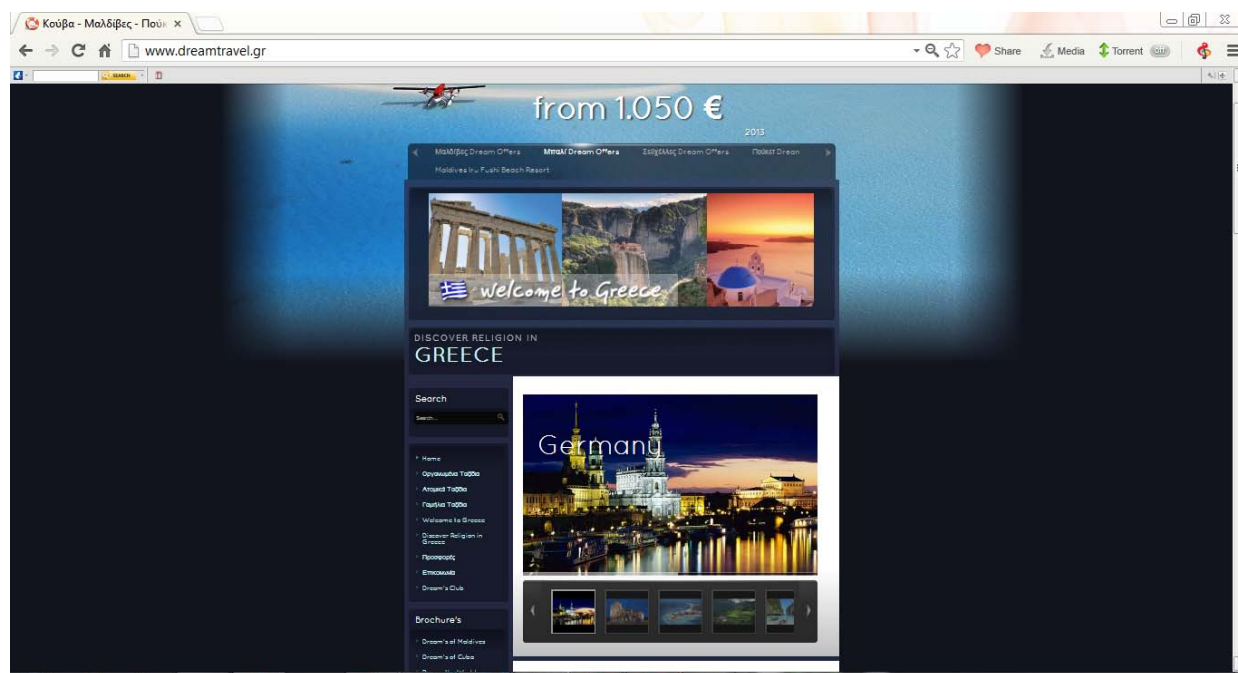 Κούβα - Μαλδίβες - Πούκ
www.dreamtravel.gr
Share
Media
Torrent
SEARCH
from 1.050 €
2013
Μαλδίβες Dream Offers
Μπαλί Dream Offers
Σεϋχέλλες Dream Offers
Πουκετ Drean
Maldives Iru Fushi Beach Resort
welcome to Greece
DISCOVER RELIGION IN
GREECE
Search
Search...
Germany
Home
Οργανωμένα Ταξίδια
Ατομικά Ταξίδια
Γαμήλια Ταξίδια
Welcome to Greece
Discover Religion in
Greece
Προσφορές
Επικοινωνία
Dream's Club
Brochure's
Dream's of Maldives
Dream's of Cuba